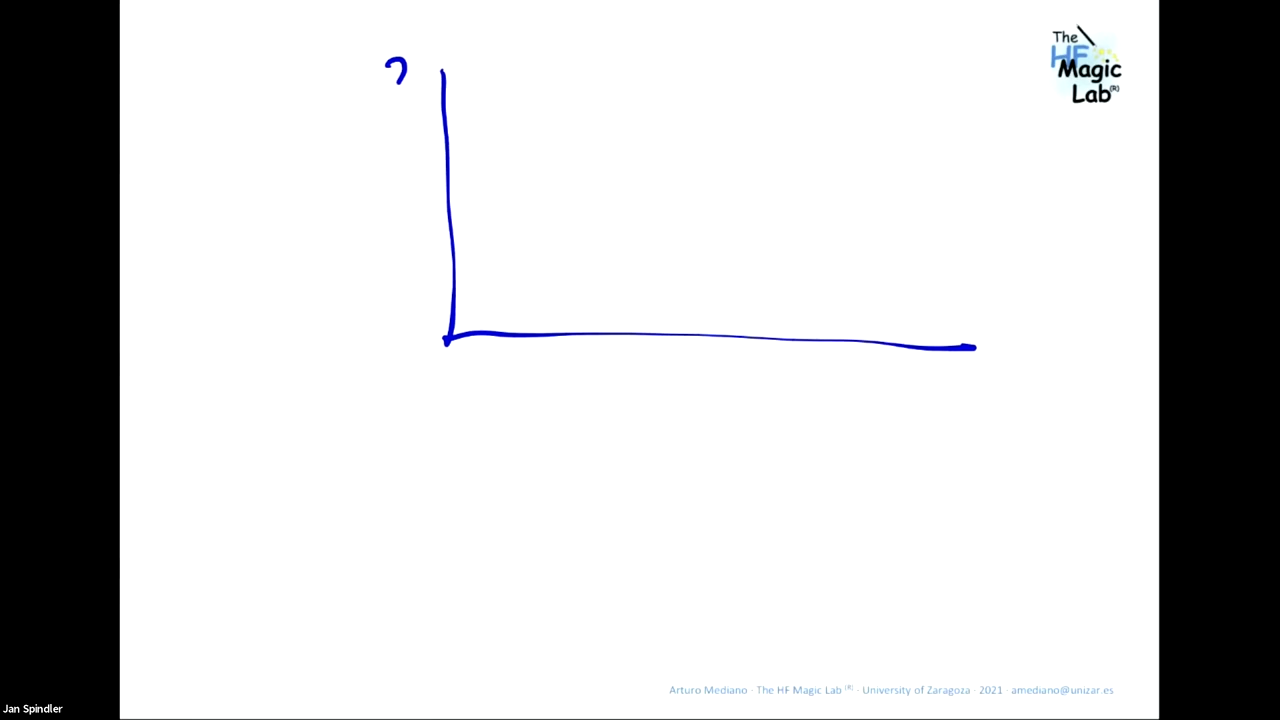 The
HF
Magic
Lab(R)
Arturo Mediano · The HF Magic Lab (R) · University of Zaragoza · 2021 · amediano@unizar.es
Jan Spindler